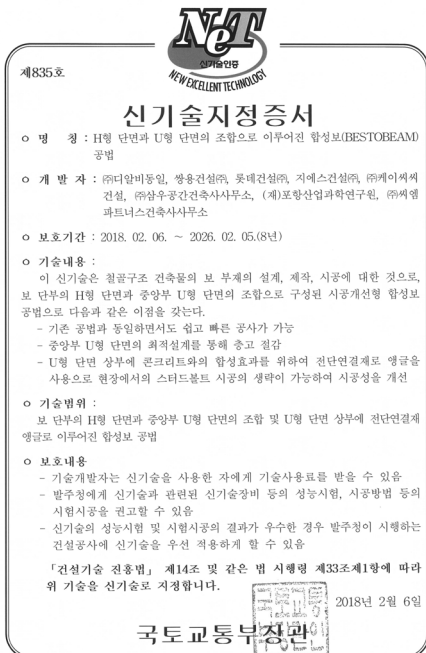 NeT
신기술인증
NEW EXCELLENT TECHNOLOGY
제835호
신기술지정증서
ㅇ 명 칭 : H형 단면과 U형 단면의 조합으로 이루어진 합성보(BESTOBEAM)
공법
ㅇ 개 발 자 : ㈜디알비동일, 쌍용건설㈜, 롯데건설㈜, 지에스건설㈜, ㈜케이씨씨
건설, ㈜삼우공간건축사사무소, (재)포항산업과학연구원, ㈜씨엠
파트너스건축사사무소
ㅇ 보호기간 : 2018. 02. 06. ~ 2026. 02. 05.(8년)
ㅇ 기술내용 :
이 신기술은 철골구조 건축물의 보 부재의 설계, 제작, 시공에 대한 것으로,
보 단부의 H형 단면과 중앙부 U형 단면의 조합으로 구성된 시공개선형 합성보
공법으로 다음과 같은 이점을 갖는다.
- 기존 공법과 동일하면서도 쉽고 빠른 공사가 가능
- 중앙부 U형 단면의 최적설계를 통해 층고 절감
- U형 단면 상부에 콘크리트와의 합성효과를 위하여 전단연결재로 앵글을
사용으로 현장에서의 스터드볼트 시공의 생략이 가능하여 시공성을 개선
ㅇ 기술범위 :
보 단부의 H형 단면과 중앙부 U형 단면의 조합 및 U형 단면 상부에 전단연결재
앵글로 이루어진 합성보 공법
ㅇ 보호내용
- 기술개발자는 신기술을 사용한 자에게 기술사용료를 받을 수 있음
- 발주청에게 신기술과 관련된 신기술장비 등의 성능시험, 시공방법 등의
시험시공을 권고할 수 있음
- 신기술의 성능시험 및 시험시공의 결과가 우수한 경우 발주청이 시행하는
건설공사에 신기술을 우선 적용하게 할 수 있음
「건설기술 진흥법」 제14조 및 같은 법 시행령 제33조제1항에 따라
위 기술을 신기술로 지정합니다.
2018년 2월 6일
국토교통부장관